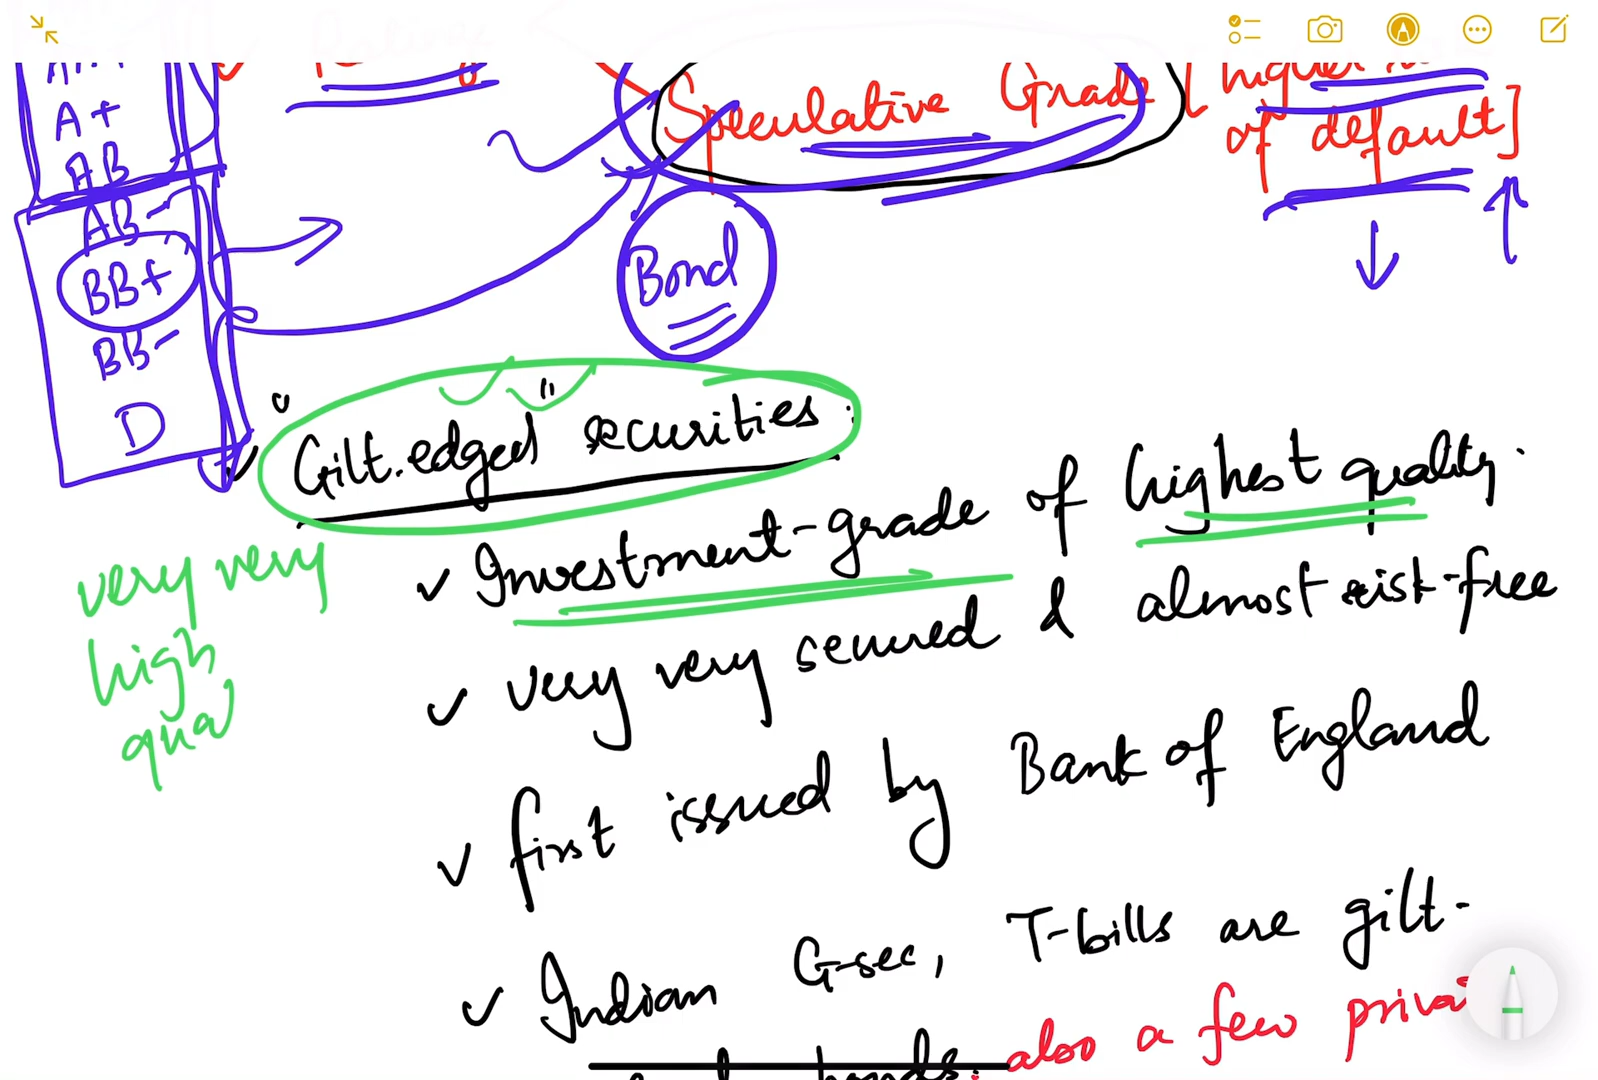 A+
AB
AB-
BB+
BB-
D
Speculative Grade [
of default]
Bond
"Gilt-edged" securities:
✓ Investment-grade of highest quality.
✓ very very secured & almost risk-free
✓ first issued by Bank of England
✓ Indian G-sec, T-bills are gilt-
bonds. also a few
very very
high
qua